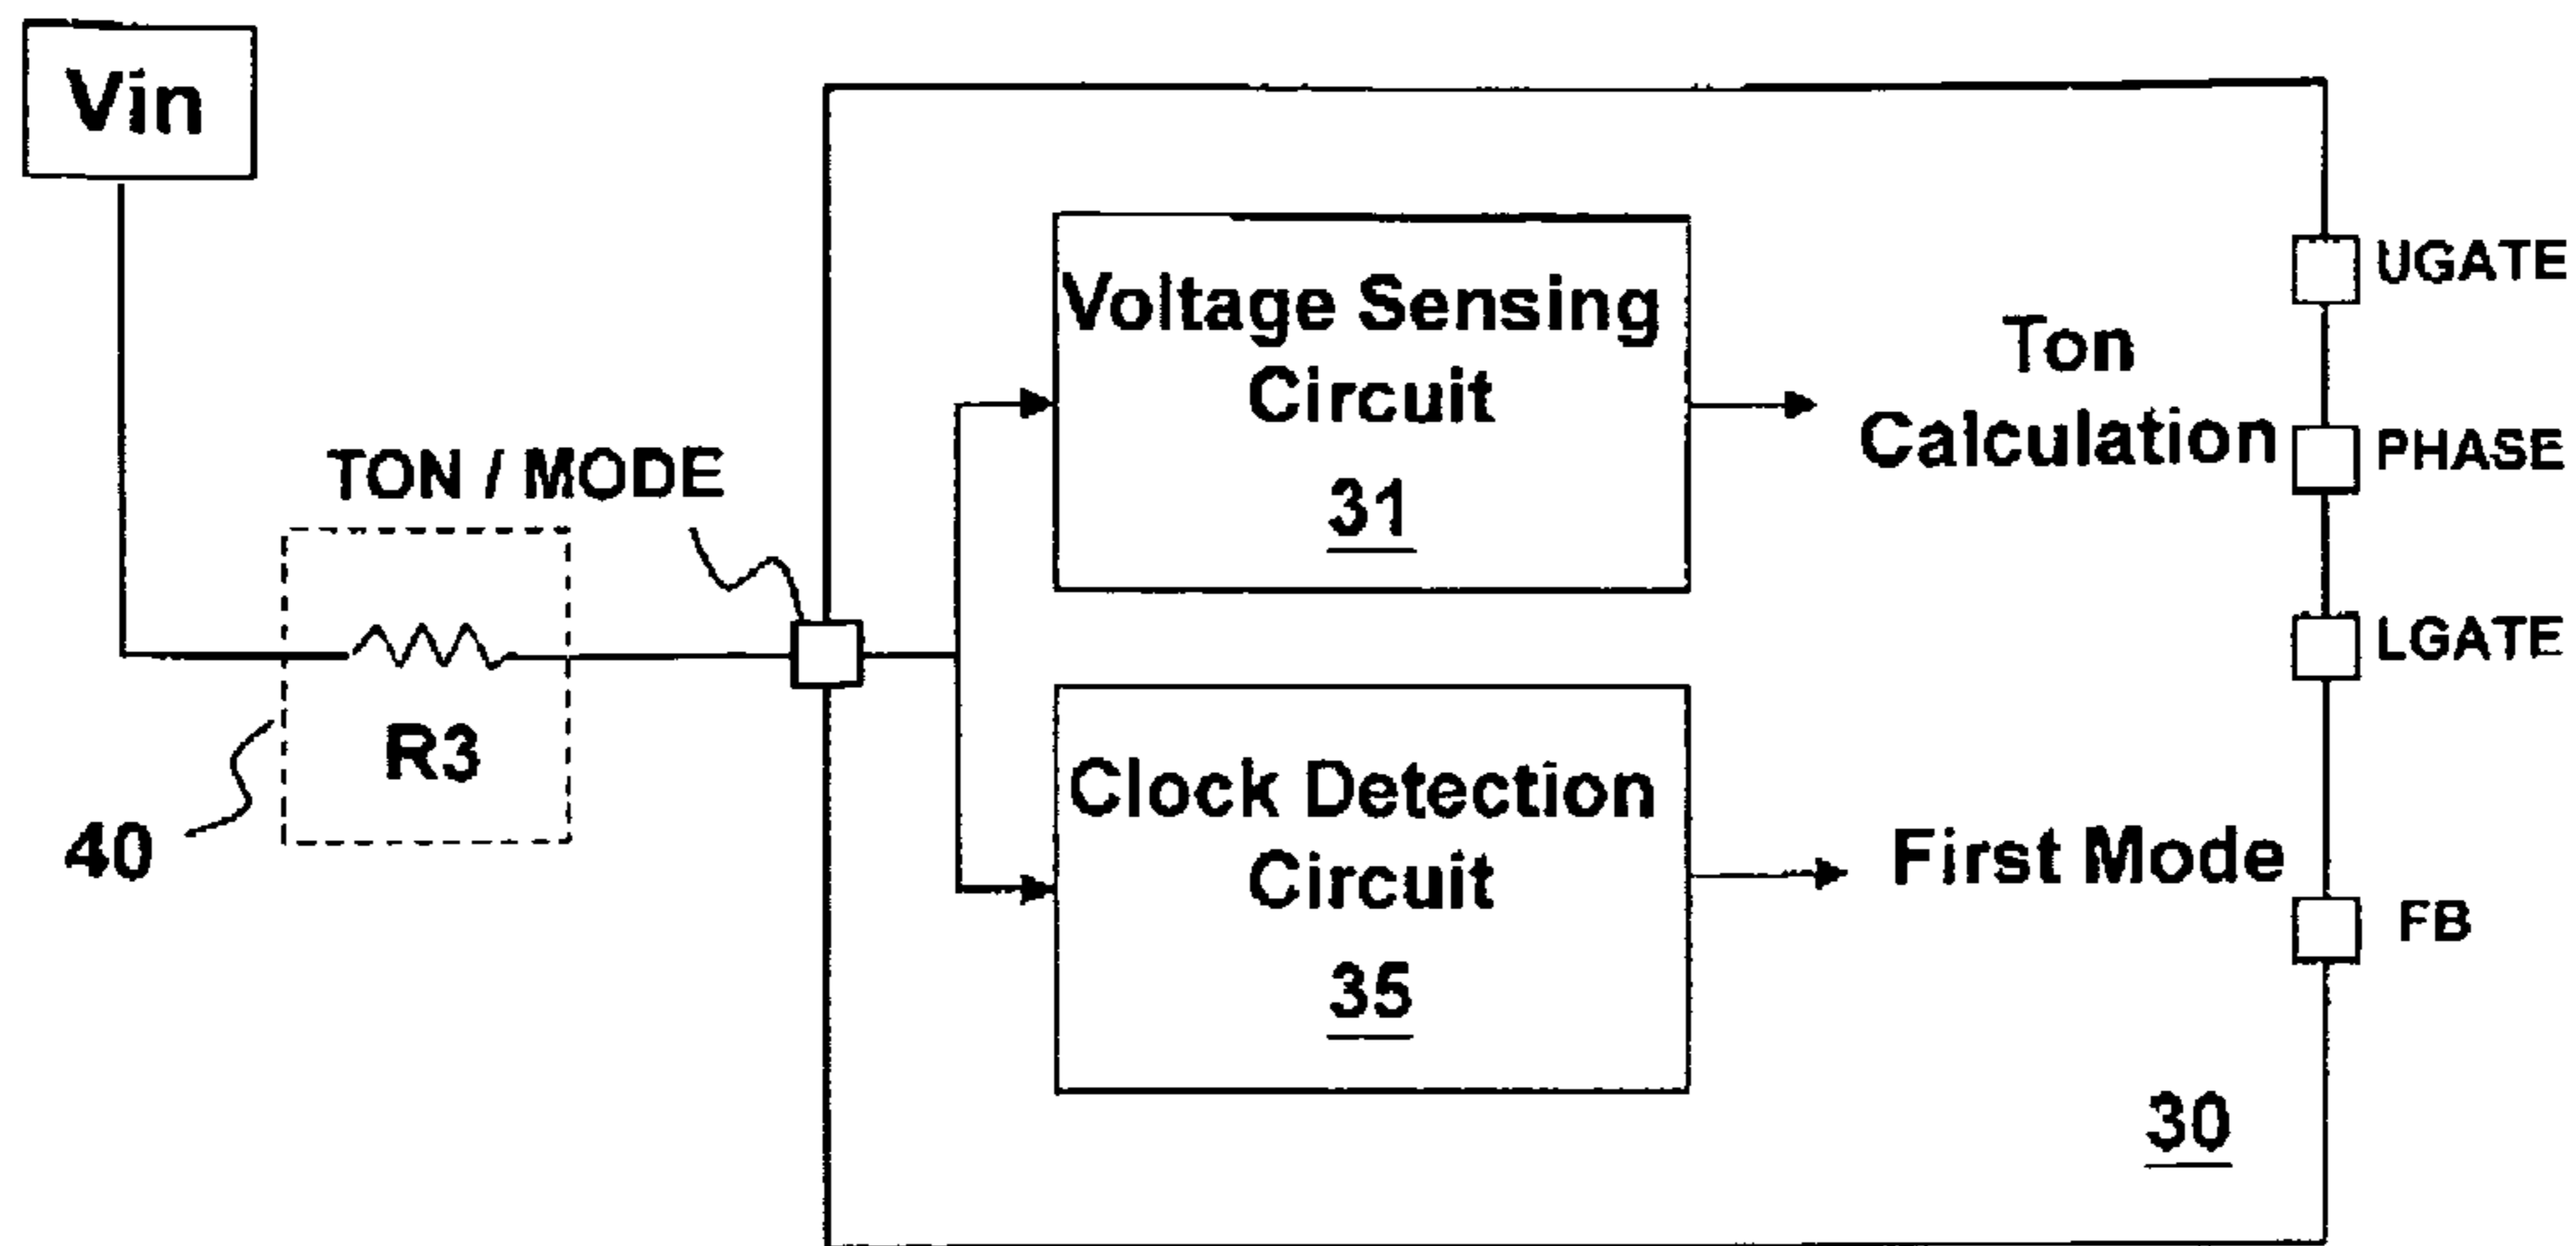 Vin
TON / MODE
R3
40
Voltage Sensing
Circuit
31
Ton
Calculation
Clock Detection
Circuit
35
First Mode
30
UGATE
PHASE
LGATE
FB